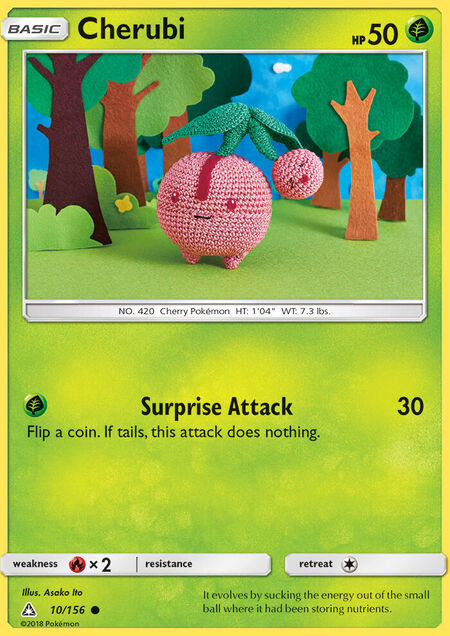 BASIC Cherubi HP 50
NO. 420 Cherry Pokémon HT: 1'04" WT: 7.3 lbs.
Surprise Attack 30
Flip a coin. If tails, this attack does nothing.
weakness ×2 resistance retreat
Illus. Asako Ito
10/156
©2018 Pokémon
It evolves by sucking the energy out of the small
ball where it had been storing nutrients.